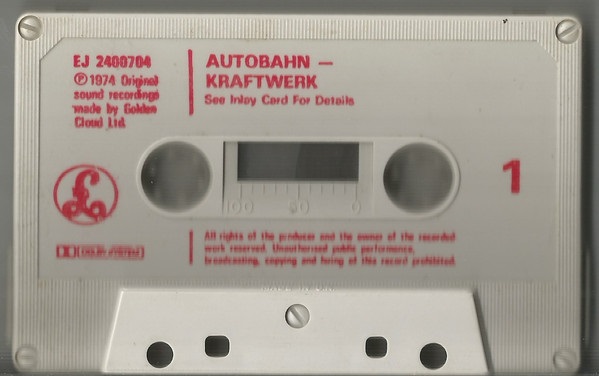 EJ 2400704
℗ 1974 Original
sound recordings
made by Golden
Cloud Ltd.
AUTOBAHN —
KRAFTWERK
See Inlay Card For Details
1
100 50 0
DOLBY SYSTEM
All rights of the producer and the owner of the recorded
work reserved. Unauthorised public performance,
broadcasting, copying and hiring of this record prohibited.